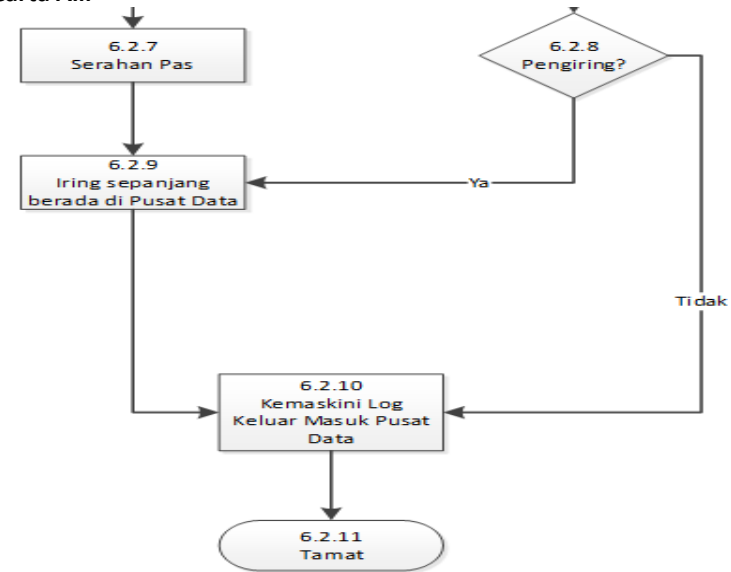 6.2.7
Serahan Pas
6.2.8
Pengiring?
6.2.9
Iring sepanjang
berada di Pusat Data
Ya
Tidak
6.2.10
Kemaskini Log
Keluar Masuk Pusat
Data
6.2.11
Tamat